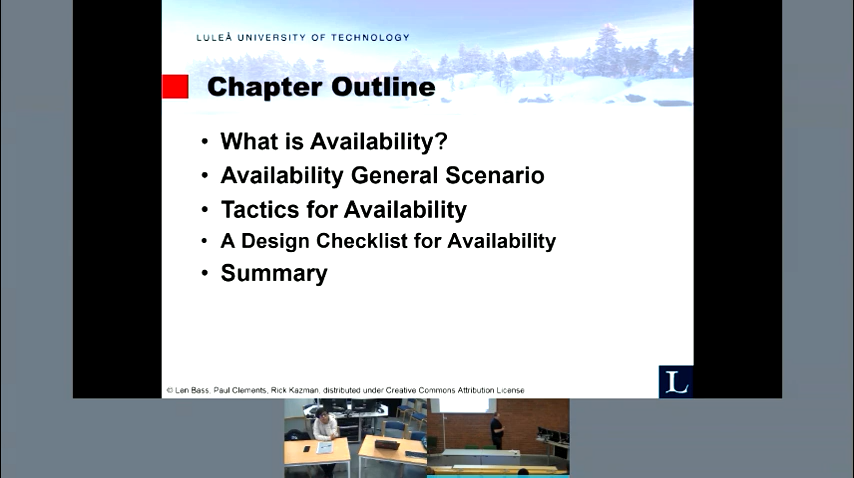 LULEÅ UNIVERSITY OF TECHNOLOGY
Chapter Outline
• What is Availability?
• Availability General Scenario
• Tactics for Availability
• A Design Checklist for Availability
• Summary
© Len Bass, Paul Clements, Rick Kazman, distributed under Creative Commons Attribution License
L